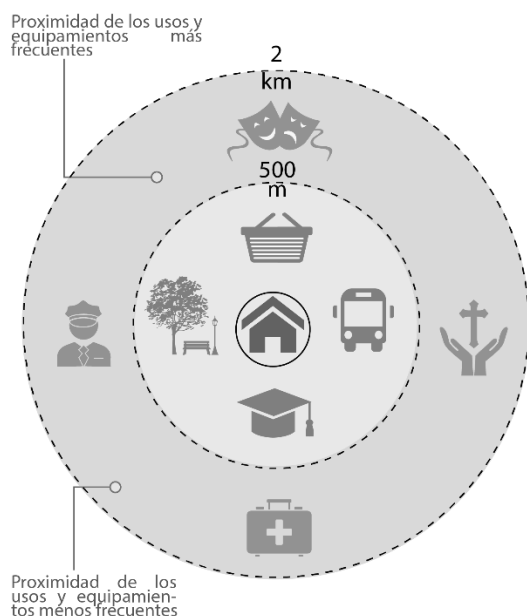 Proximidad de los usos y
equipamientos más
frecuentes
2
km
500
m
Proximidad de los
usos y equipamien-
tos menos frecuentes